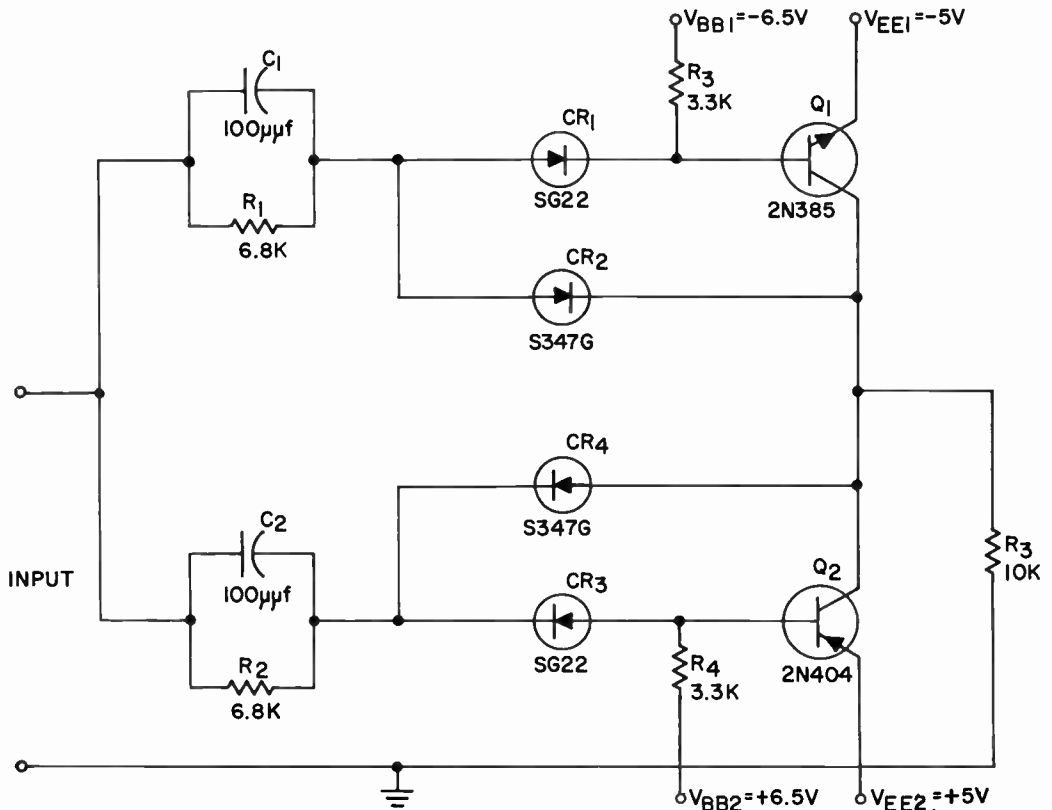 VBB1=-6.5V
VEE1=-5V
C1
100µµf
R3
3.3K
Q1
CR1
SG22
R1
6.8K
2N385
CR2
S347G
CR4
S347G
C2
100µµf
INPUT
CR3
SG22
Q2
R3
10K
R2
6.8K
R4
3.3K
2N404
VBB2=+6.5V
VEE2=+5V